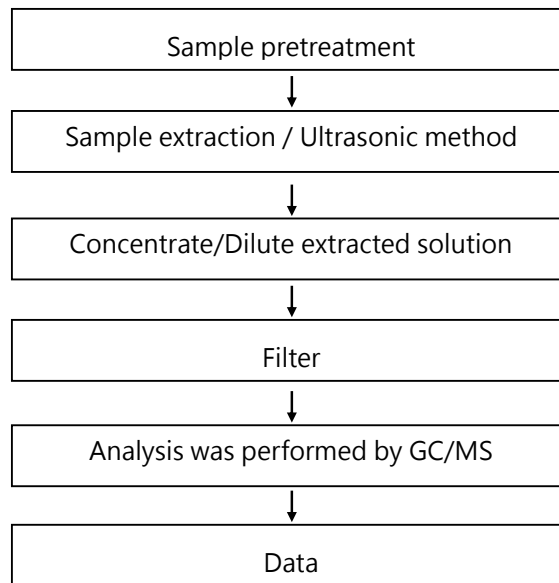 Sample pretreatment
Sample extraction / Ultrasonic method
Concentrate/Dilute extracted solution
Filter
Analysis was performed by GC/MS
Data